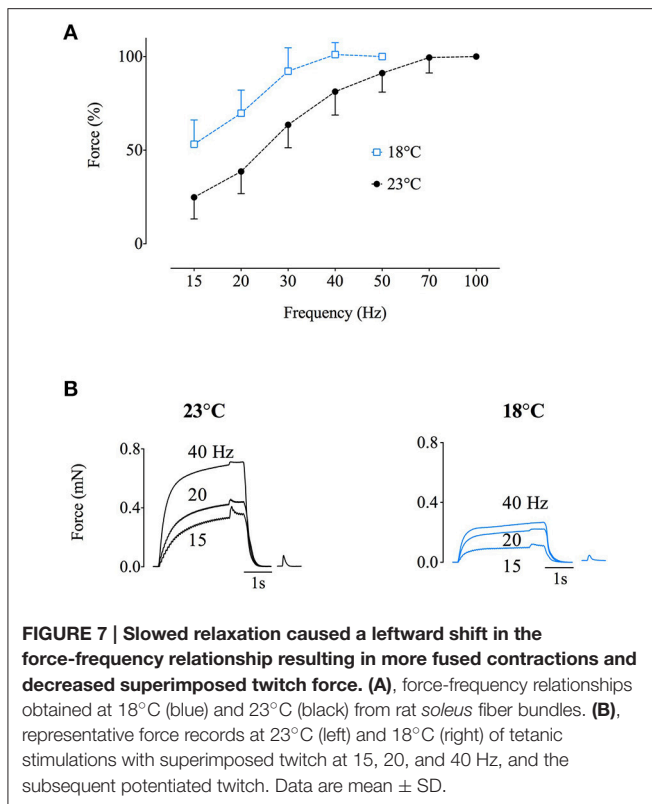 A
100
50
0
Force (%)
18°C
23°C
15 20 30 40 50 70 100
Frequency (Hz)
B
23°C 18°C
0.8 0.8
0.4 0.4
0.0 0.0
Force (mN)
40 Hz 40 Hz
20 20
15 15
1s 1s
FIGURE 7 | Slowed relaxation caused a leftward shift in the
force-frequency relationship resulting in more fused contractions and
decreased superimposed twitch force. (A), force-frequency relationships
obtained at 18°C (blue) and 23°C (black) from rat soleus fiber bundles. (B),
representative force records at 23°C (left) and 18°C (right) of tetanic
stimulations with superimposed twitch at 15, 20, and 40 Hz, and the
subsequent potentiated twitch. Data are mean ± SD.